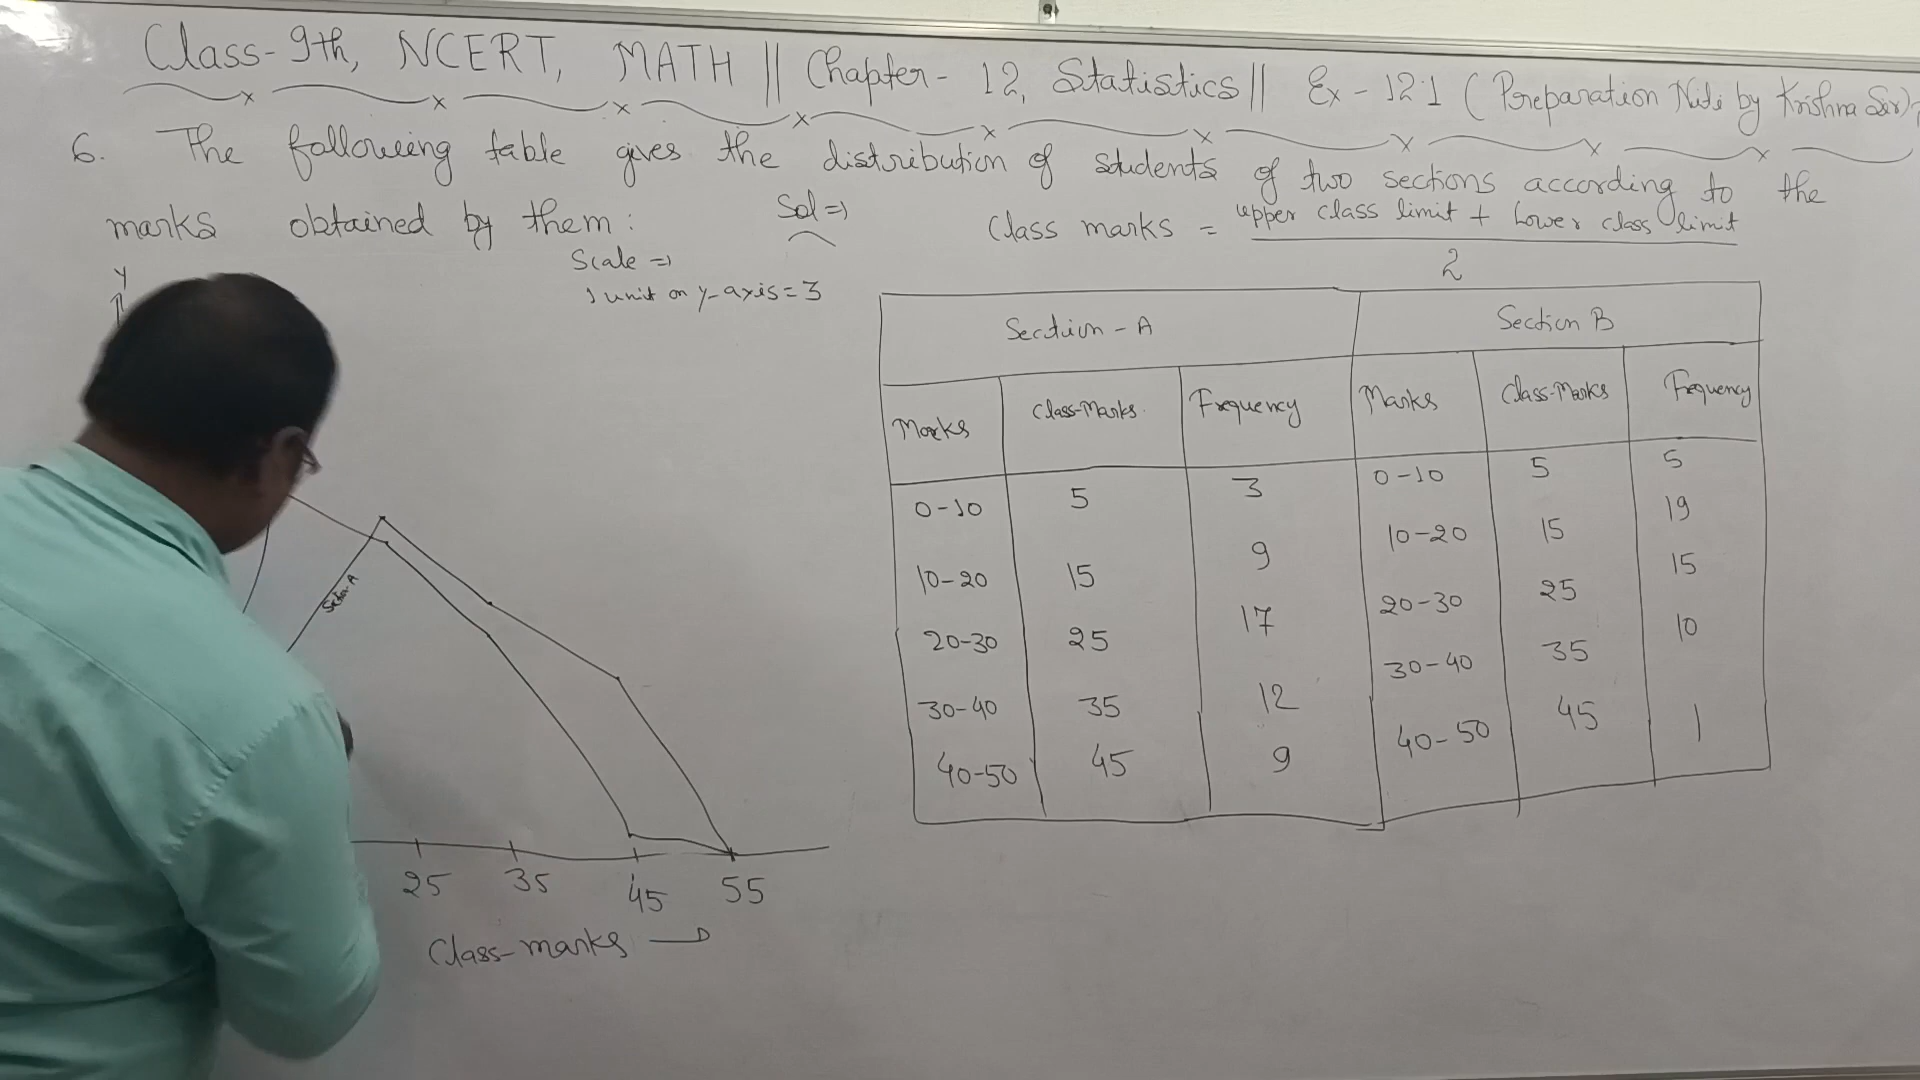 Class-9th, NCERT, MATH || Chapter- 12, Statistics || Ex-12.1 (Preparation Niti by Krishna Sir)
6. The following table gives the distribution of students of two sections according to the
marks obtained by them:
Sol ⇒
Class marks = upper class limit + Lower class limit
2
Scale ⇒
1 unit on y-axis = 3
Section-A Section B
Marks Class-Marks Frequency Marks Class-Marks Frequency
0-10 5 3 0-10 5 5
10-20 15 9 10-20 15 19
20-30 25 17 20-30 25 15
30-40 35 12 30-40 35 10
40-50 45 9 40-50 45 1
Y
Section-A
25 35 45 55
Class-marks →